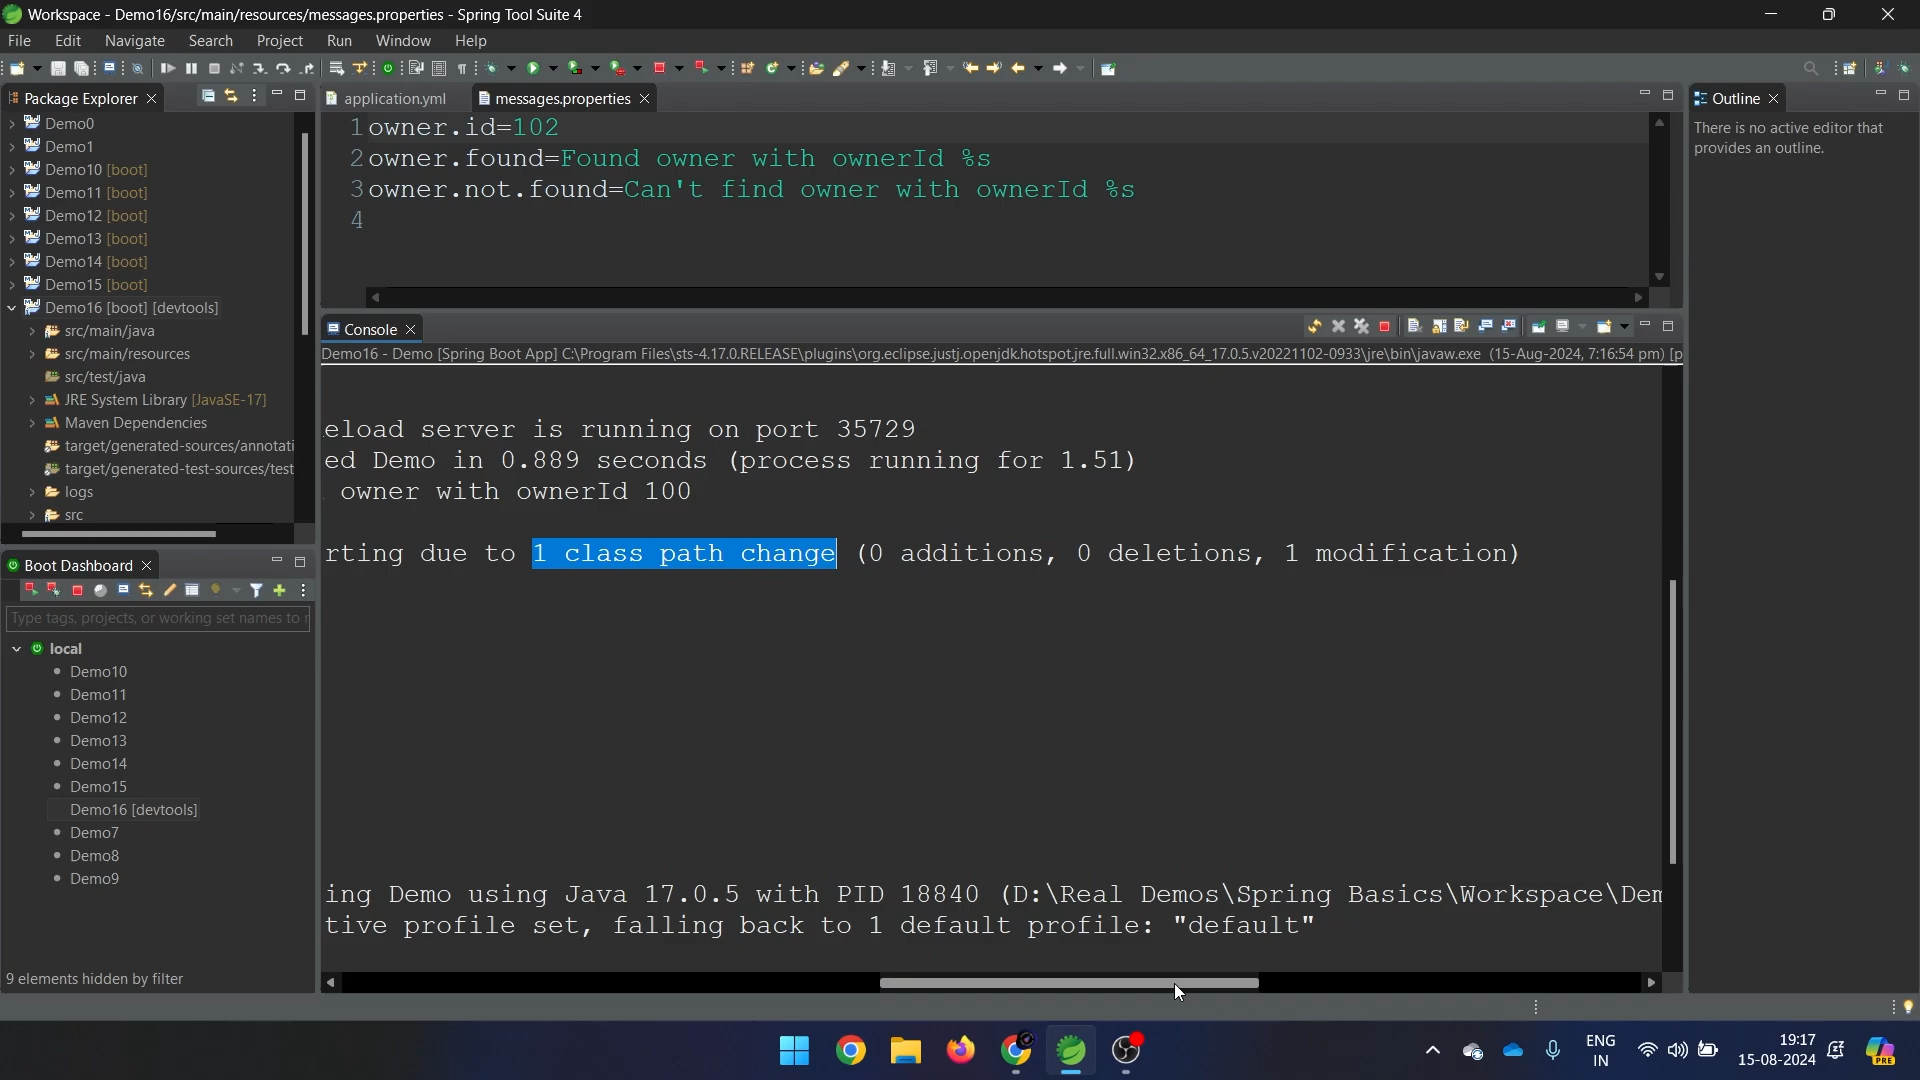 Workspace - Demo16/src/main/resources/messages.properties - Spring Tool Suite 4
File Edit Navigate Search Project Run Window Help
Package Explorer
Demo0
Demo1
Demo10 [boot]
Demo11 [boot]
Demo12 [boot]
Demo13 [boot]
Demo14 [boot]
Demo15 [boot]
Demo16 [boot] [devtools]
src/main/java
src/main/resources
src/test/java
JRE System Library [JavaSE-17]
Maven Dependencies
target/generated-sources/annotati
target/generated-test-sources/test
logs
src
application.yml messages.properties
1 owner.id=102
2 owner.found=Found owner with ownerId %s
3 owner.not.found=Can't find owner with ownerId %s
4
Outline
There is no active editor that
provides an outline.
Console
Demo16 - Demo [Spring Boot App] C:\Program Files\sts-4.17.0.RELEASE\plugins\org.eclipse.justj.openjdk.hotspot.jre.full.win32.x86_64_17.0.5.v20221102-0933\jre\bin\javaw.exe (15-Aug-2024, 7:16:54 pm) [p
eload server is running on port 35729
ed Demo in 0.889 seconds (process running for 1.51)
owner with ownerId 100
rting due to 1 class path change (0 additions, 0 deletions, 1 modification)
ing Demo using Java 17.0.5 with PID 18840 (D:\Real Demos\Spring Basics\Workspace\Dem
tive profile set, falling back to 1 default profile: "default"
Boot Dashboard
Type tags, projects, or working set names to
local
Demo10
Demo11
Demo12
Demo13
Demo14
Demo15
Demo16 [devtools]
Demo7
Demo8
Demo9
9 elements hidden by filter
ENG
IN
19:17
15-08-2024
PRE